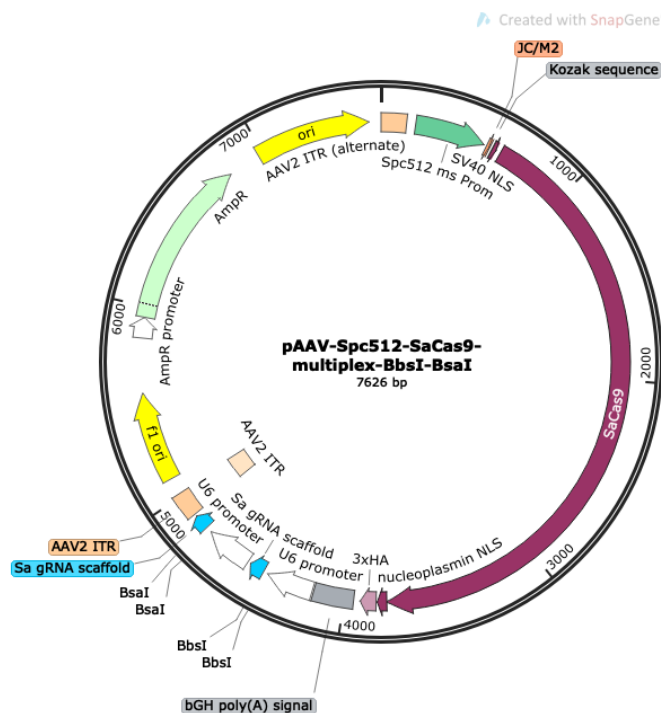 Created with SnapGene
JC/M2
Kozak sequence
7000
ori
AAV2 ITR (alternate)
Spc512 ms Prom
SV40 NLS
1000
AmpR
6000
AmpR promoter
pAAV-Spc512-SaCas9-
multiplex-BbsI-BsaI
7626 bp
2000
SaCas9
f1 ori
AAV2 ITR
U6 promoter
Sa gRNA scaffold
5000
AAV2 ITR
Sa gRNA scaffold
U6 promoter
3xHA
nucleoplasmin NLS
3000
BsaI
BsaI
4000
BbsI
BbsI
bGH poly(A) signal